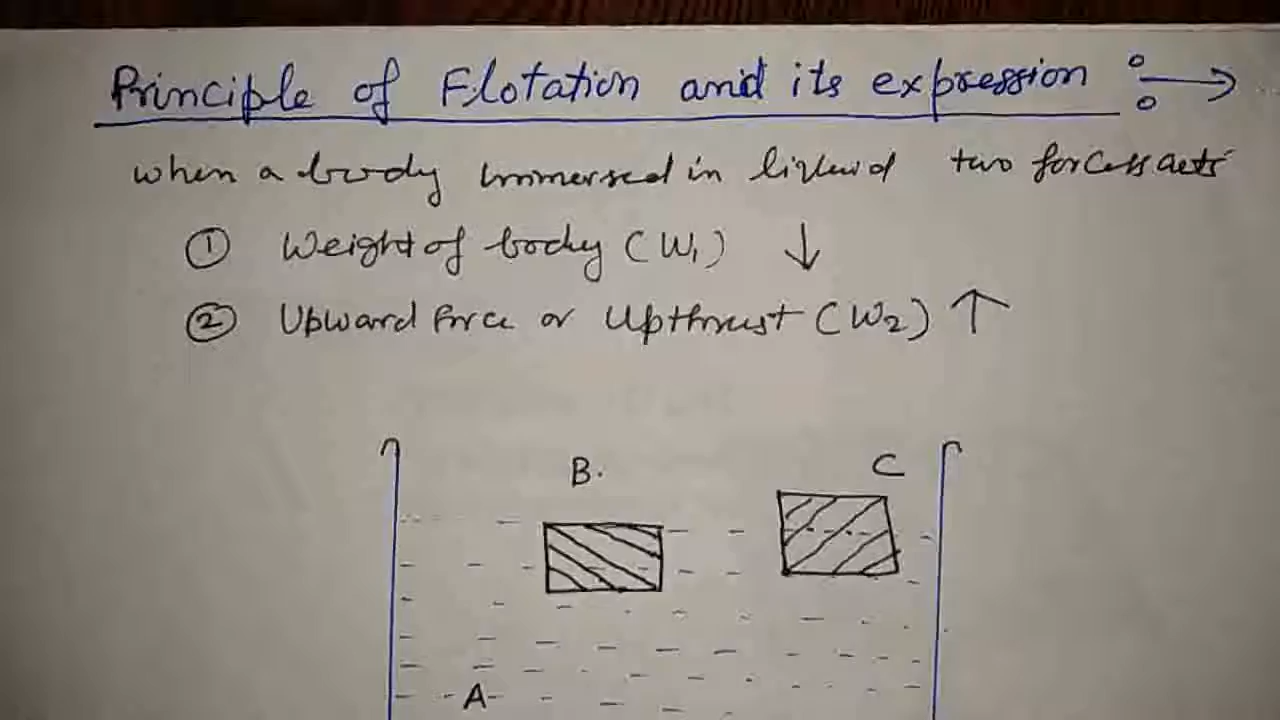 Principle of Flotation and its expression
when a body immersed in liquid two forcess acts
① Weight of body (W₁) ↓
② Upward force or Upthrust (W₂) ↑
B.
C
A